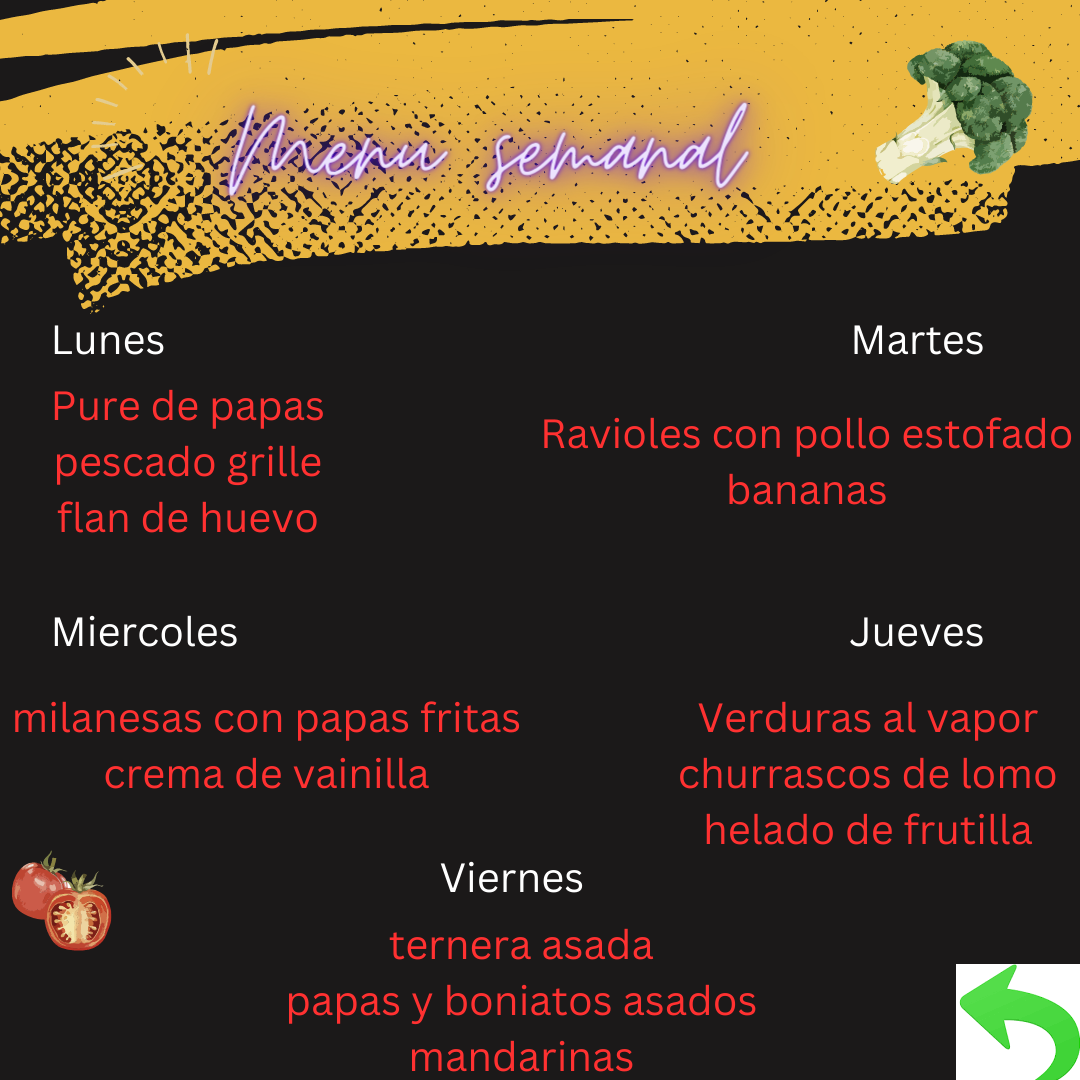 Menu semanal
Lunes
Pure de papas
pescado grille
flan de huevo
Martes
Ravioles con pollo estofado
bananas
Miercoles
milanesas con papas fritas
crema de vainilla
Jueves
Verduras al vapor
churrascos de lomo
helado de frutilla
Viernes
ternera asada
papas y boniatos asados
mandarinas